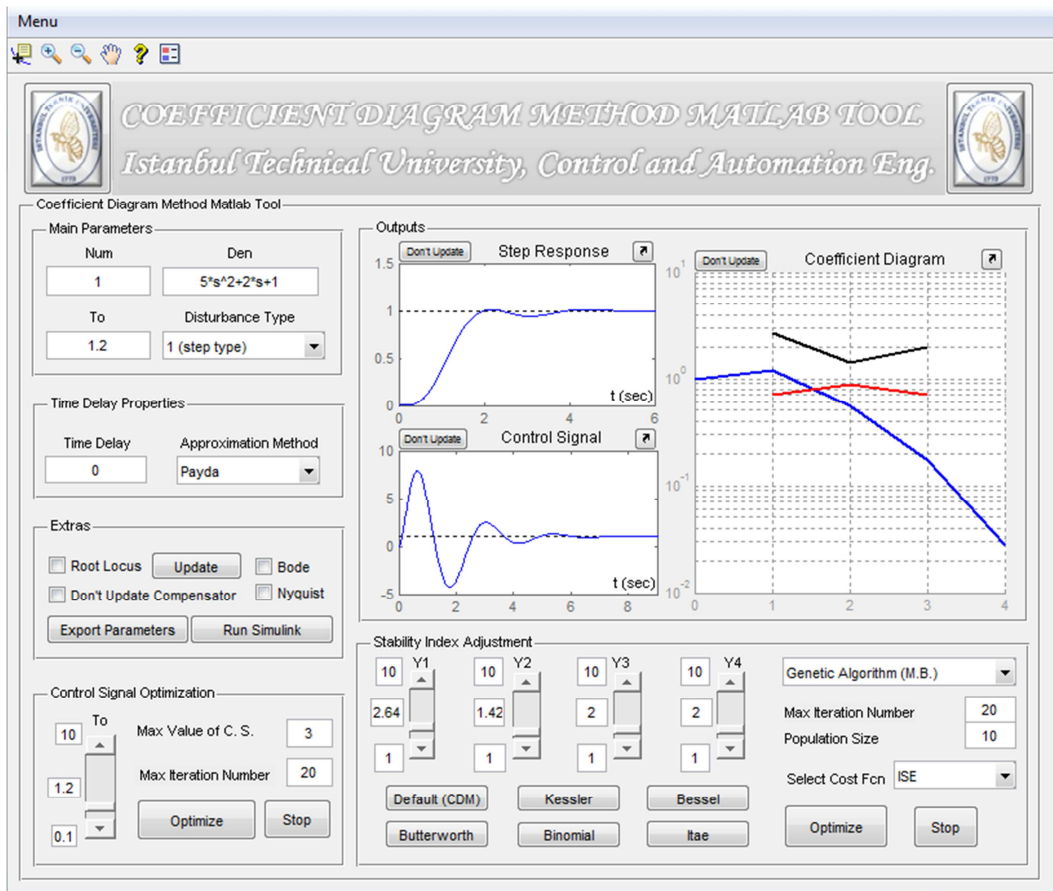 Menu
COEFFICIENT DIAGRAM METHOD MATLAB TOOL
Istanbul Technical University, Control and Automation Eng.
Coefficient Diagram Method Matlab Tool
Main Parameters
Num Den
1 5*s^2+2*s+1
To Disturbance Type
1.2 1 (step type)
Time Delay Properties
Time Delay Approximation Method
0 Payda
Extras
Root Locus Update Bode
Don't Update Compensator Nyquist
Export Parameters Run Simulink
Control Signal Optimization
To
10 Max Value of C. S. 3
1.2 Max Iteration Number 20
0.1 Optimize Stop
Outputs
Don't Update Step Response
1.5
1
0.5
0
t (sec)
0 2 4 6
Don't Update Control Signal
10
5
0
-5
t (sec)
0 2 4 6 8
Don't Update Coefficient Diagram
10^1
10^0
10^-1
10^-2
0 1 2 3 4
Stability Index Adjustment
Y1 Y2 Y3 Y4
10 10 10 10
2.64 1.42 2 2
1 1 1 1
Default (CDM) Kessler Bessel
Butterworth Binomial Itae
Genetic Algorithm (M.B.)
Max Iteration Number 20
Population Size 10
Select Cost Fcn ISE
Optimize Stop